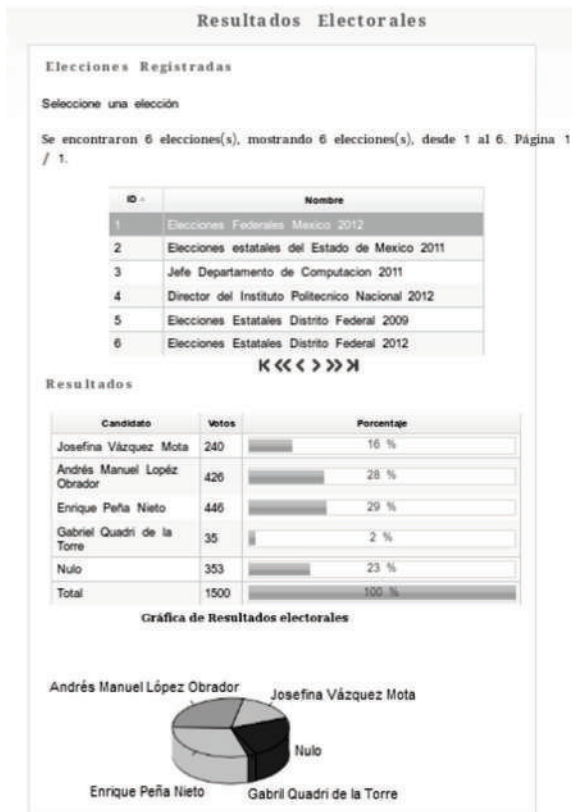 Resultados Electorales
Elecciones Registradas
Seleccione una elección
Se encontraron 6 elecciones(s), mostrando 6 elecciones(s), desde 1 al 6. Página 1
/ 1.
ID Nombre
1 Elecciones Federales Mexico 2012
2 Elecciones estatales del Estado de Mexico 2011
3 Jefe Departamento de Computacion 2011
4 Director del Instituto Politecnico Nacional 2012
5 Elecciones Estatales Distrito Federal 2009
6 Elecciones Estatales Distrito Federal 2012
Resultados
Candidato Votos Porcentaje
Josefina Vázquez Mota 240 16 %
Andrés Manuel Lopéz
Obrador 426 28 %
Enrique Peña Nieto 446 29 %
Gabriel Quadri de la
Torre 35 2 %
Nulo 353 23 %
Total 1500 100 %
Gráfica de Resultados electorales
Andrés Manuel López Obrador
Josefina Vázquez Mota
Nulo
Enrique Peña Nieto
Gabril Quadri de la Torre